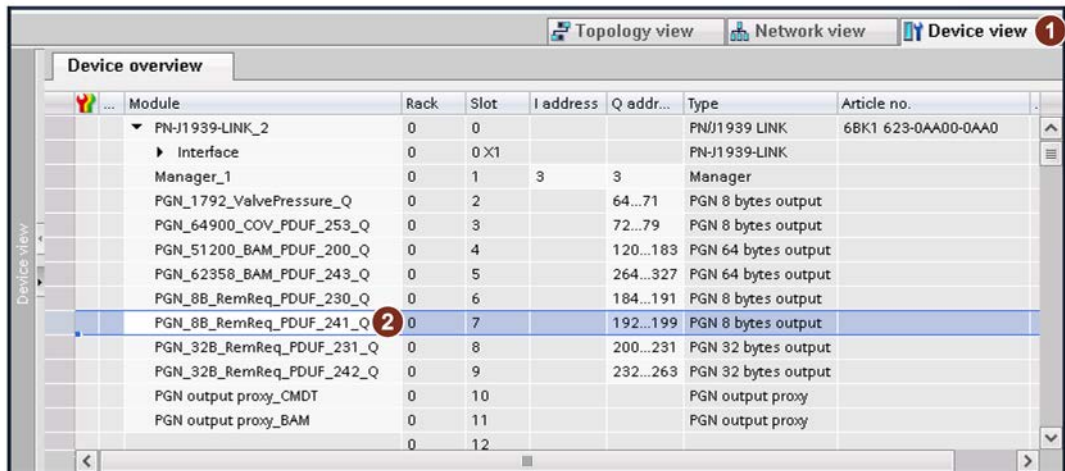 Topology view Network view Device view 1
Device overview
... Module Rack Slot I address Q addr... Type Article no. .
PN-J1939-LINK_2 0 0 PN/J1939 LINK 6BK1 623-0AA00-0AA0
Interface 0 0 X1 PN-J1939-LINK
Manager_1 0 1 3 3 Manager
PGN_1792_ValvePressure_Q 0 2 64...71 PGN 8 bytes output
PGN_64900_COV_PDUF_253_Q 0 3 72...79 PGN 8 bytes output
PGN_51200_BAM_PDUF_200_Q 0 4 120...183 PGN 64 bytes output
PGN_62358_BAM_PDUF_243_Q 0 5 264...327 PGN 64 bytes output
PGN_8B_RemReq_PDUF_230_Q 0 6 184...191 PGN 8 bytes output
PGN_8B_RemReq_PDUF_241_Q 2 0 7 192...199 PGN 8 bytes output
PGN_32B_RemReq_PDUF_231_Q 0 8 200...231 PGN 32 bytes output
PGN_32B_RemReq_PDUF_242_Q 0 9 232...263 PGN 32 bytes output
PGN output proxy_CMDT 0 10 PGN output proxy
PGN output proxy_BAM 0 11 PGN output proxy
0 12
Device view